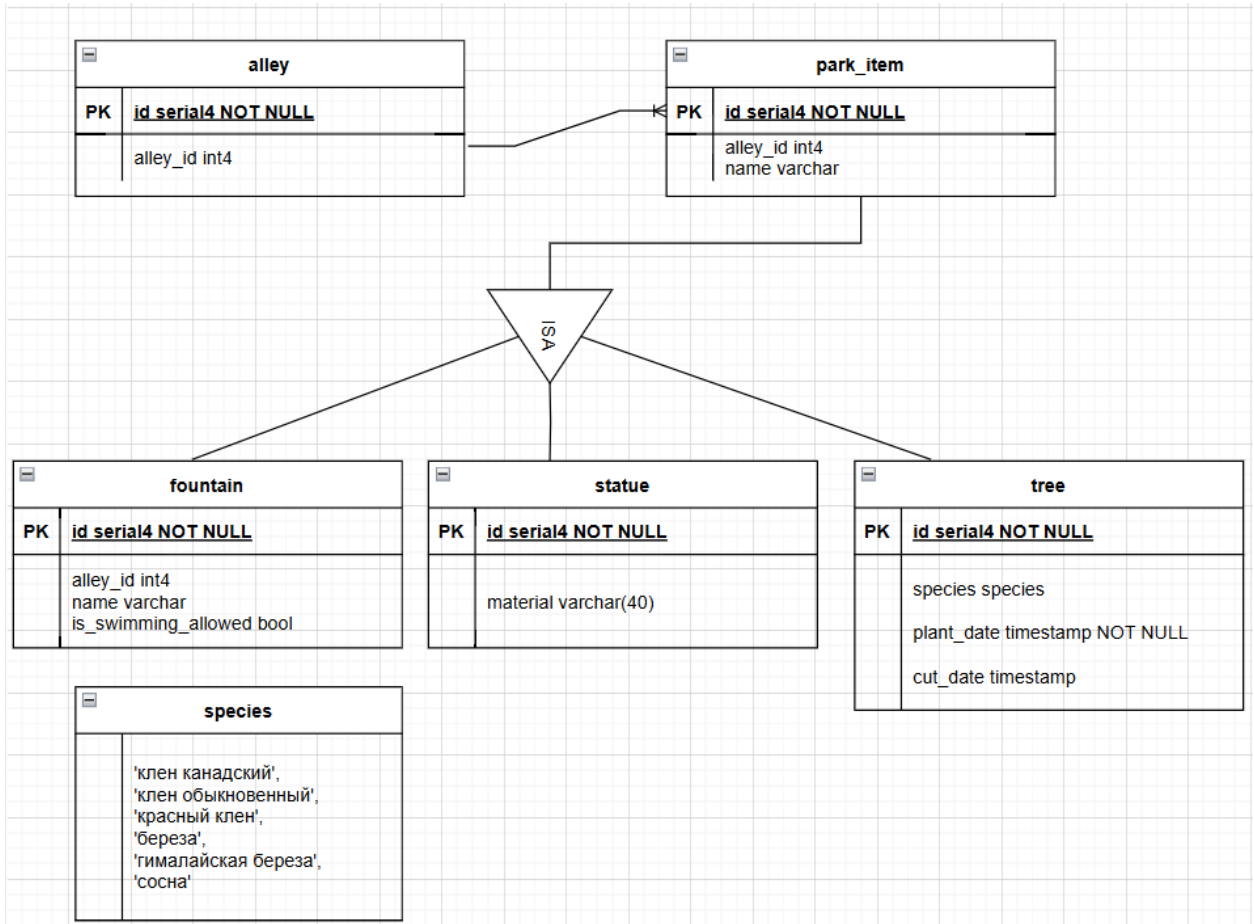 alley
PK id serial4 NOT NULL
alley_id int4
park_item
PK id serial4 NOT NULL
alley_id int4
name varchar
ISA
fountain
PK id serial4 NOT NULL
alley_id int4
name varchar
is_swimming_allowed bool
statue
PK id serial4 NOT NULL
material varchar(40)
tree
PK id serial4 NOT NULL
species species
plant_date timestamp NOT NULL
cut_date timestamp
species
'клен канадский',
'клен обыкновенный',
'красный клен',
'береза',
'гималайская береза',
'сосна'